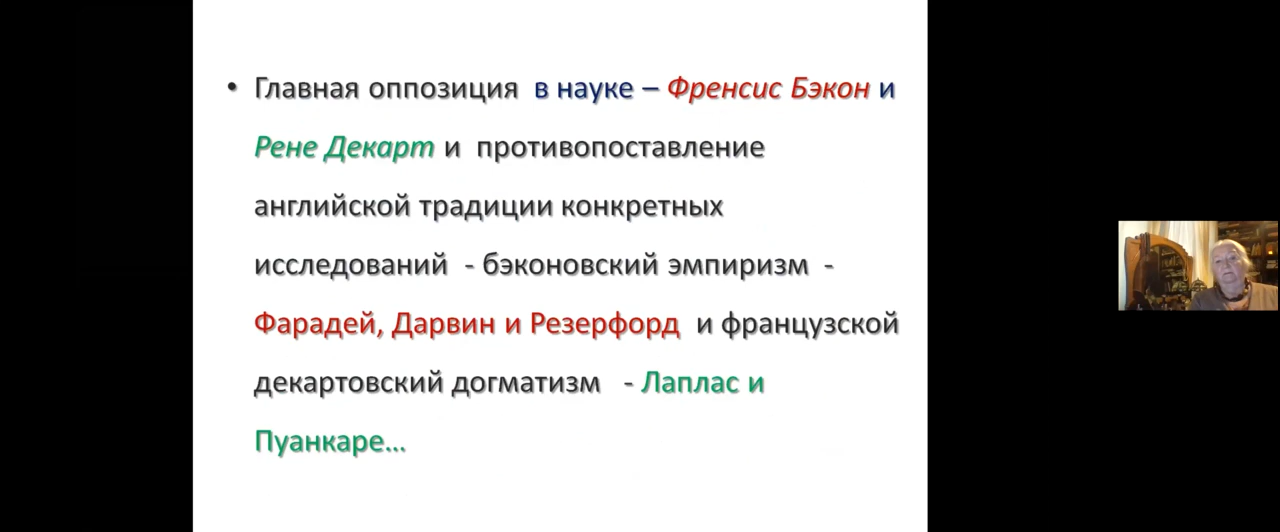 • Главная оппозиция в науке – Френсис Бэкон и
Рене Декарт и противопоставление
английской традиции конкретных
исследований - бэконовский эмпиризм -
Фарадей, Дарвин и Резерфорд и французской
декартовский догматизм - Лаплас и
Пуанкаре...